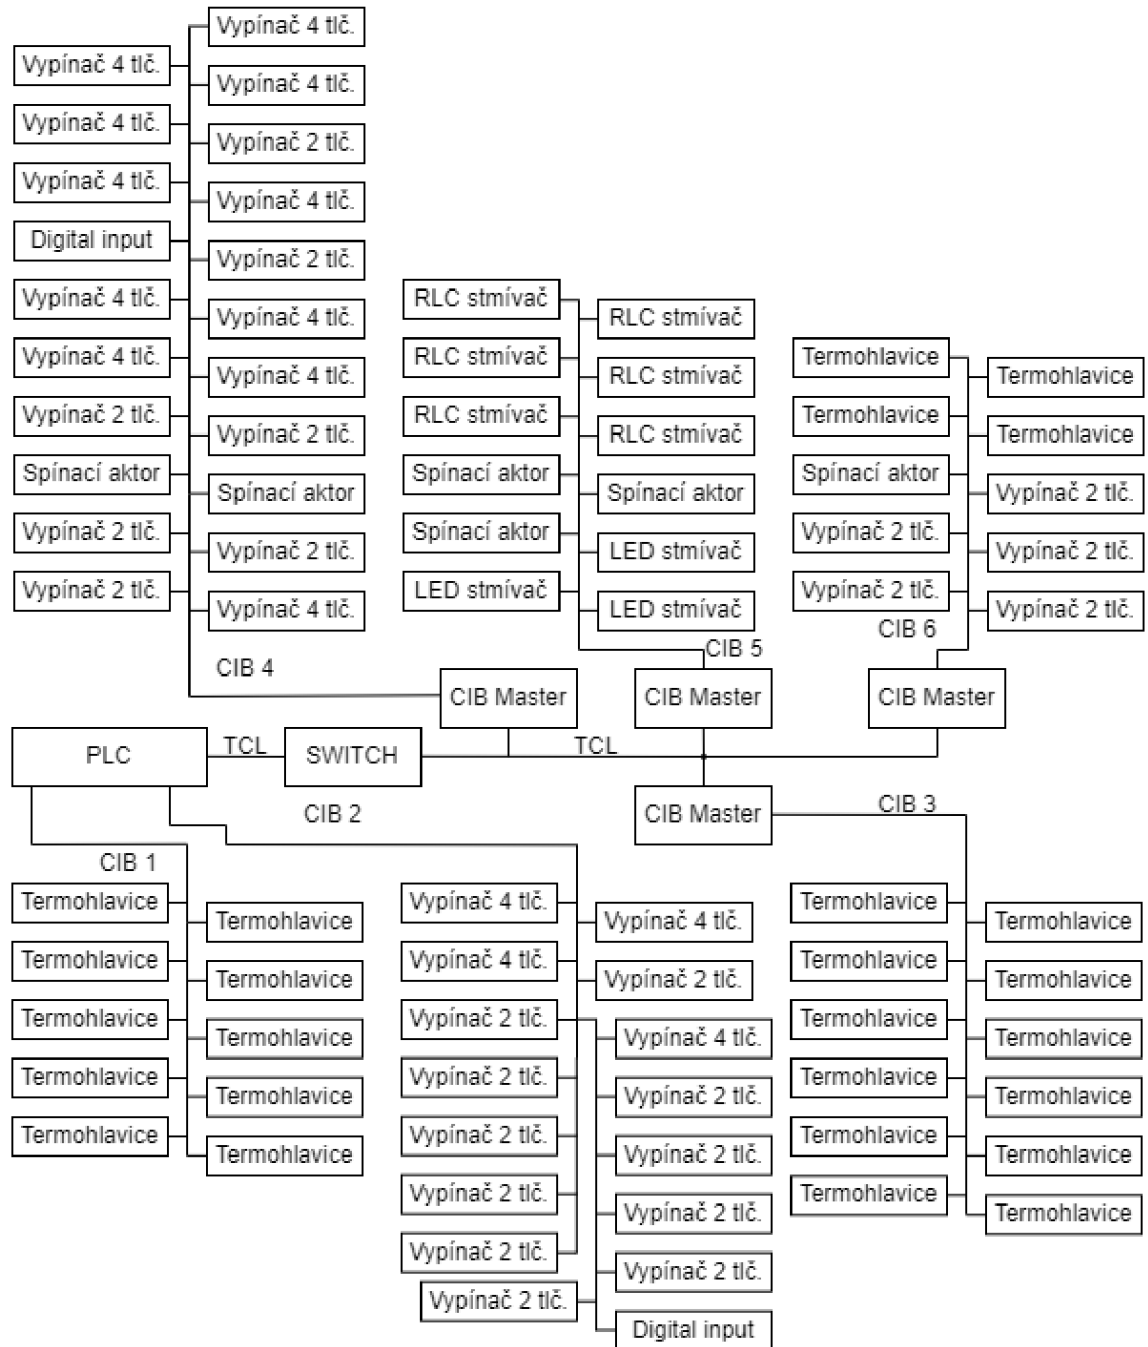 Vypínač 4 tlč.
Vypínač 4 tlč.
Vypínač 4 tlč.
Vypínač 4 tlč.
Vypínač 2 tlč.
Vypínač 4 tlč.
Vypínač 4 tlč.
Digital input
Vypínač 2 tlč.
Vypínač 4 tlč.
Vypínač 4 tlč.
Vypínač 4 tlč.
Vypínač 4 tlč.
Vypínač 2 tlč.
Vypínač 2 tlč.
Spínací aktor
Spínací aktor
Vypínač 2 tlč.
Vypínač 2 tlč.
Vypínač 2 tlč.
Vypínač 4 tlč.
CIB 4
RLC stmívač
RLC stmívač
RLC stmívač
RLC stmívač
RLC stmívač
RLC stmívač
Spínací aktor
Spínací aktor
Spínací aktor
LED stmívač
LED stmívač
LED stmívač
CIB 5
Termohlavice
Termohlavice
Termohlavice
Termohlavice
Spínací aktor
Vypínač 2 tlč.
Vypínač 2 tlč.
Vypínač 2 tlč.
Vypínač 2 tlč.
Vypínač 2 tlč.
CIB 6
CIB Master
CIB Master
CIB Master
PLC
TCL
SWITCH
TCL
CIB Master
CIB 3
CIB 2
CIB 1
Termohlavice
Termohlavice
Termohlavice
Termohlavice
Termohlavice
Termohlavice
Termohlavice
Termohlavice
Termohlavice
Termohlavice
Vypínač 4 tlč.
Vypínač 4 tlč.
Vypínač 4 tlč.
Vypínač 2 tlč.
Vypínač 2 tlč.
Vypínač 4 tlč.
Vypínač 2 tlč.
Vypínač 2 tlč.
Vypínač 2 tlč.
Vypínač 2 tlč.
Vypínač 2 tlč.
Vypínač 2 tlč.
Vypínač 2 tlč.
Vypínač 2 tlč.
Vypínač 2 tlč.
Digital input
Termohlavice
Termohlavice
Termohlavice
Termohlavice
Termohlavice
Termohlavice
Termohlavice
Termohlavice
Termohlavice
Termohlavice
Termohlavice
Termohlavice